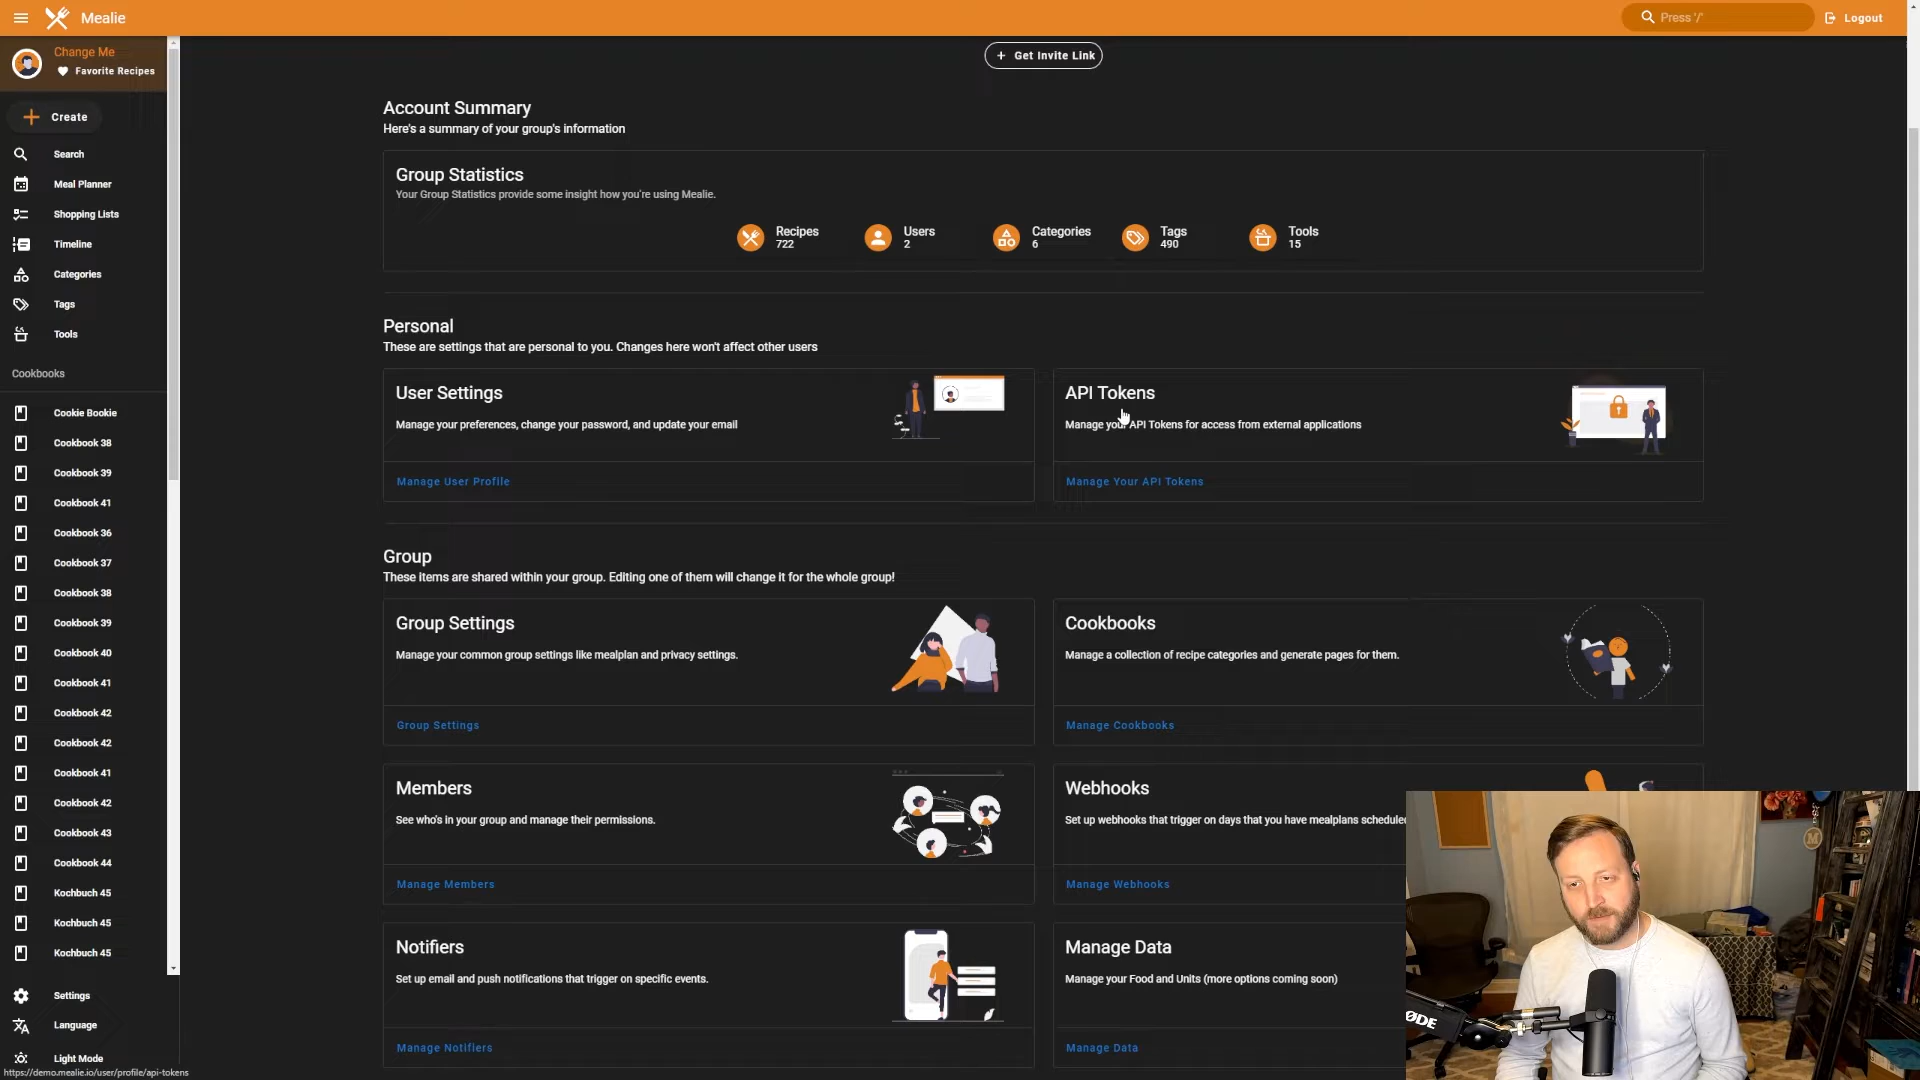 Mealie
Press '/'
Logout
Change Me
Favorite Recipes
Get Invite Link
Create
Search
Meal Planner
Shopping Lists
Timeline
Categories
Tags
Tools
Cookbooks
Cookie Bookie
Cookbook 38
Cookbook 39
Cookbook 41
Cookbook 36
Cookbook 37
Cookbook 38
Cookbook 39
Cookbook 40
Cookbook 41
Cookbook 42
Cookbook 42
Cookbook 41
Cookbook 42
Cookbook 43
Cookbook 44
Kochbuch 45
Kochbuch 45
Kochbuch 45
Settings
Language
Light Mode
https://demo.mealie.io/user/profile/api-tokens
Account Summary
Here's a summary of your group's information
Group Statistics
Your Group Statistics provide some insight how you're using Mealie.
Recipes
722
Users
2
Categories
6
Tags
490
Tools
15
Personal
These are settings that are personal to you. Changes here won't affect other users
User Settings
Manage your preferences, change your password, and update your email
Manage User Profile
API Tokens
Manage your API Tokens for access from external applications
Manage Your API Tokens
Group
These items are shared within your group. Editing one of them will change it for the whole group!
Group Settings
Manage your common group settings like mealplan and privacy settings.
Group Settings
Cookbooks
Manage a collection of recipe categories and generate pages for them.
Manage Cookbooks
Members
See who's in your group and manage their permissions.
Manage Members
Webhooks
Set up webhooks that trigger on days that you have mealplans scheduled
Manage Webhooks
Notifiers
Set up email and push notifications that trigger on specific events.
Manage Notifiers
Manage Data
Manage your Food and Units (more options coming soon)
Manage Data
RØDE
M